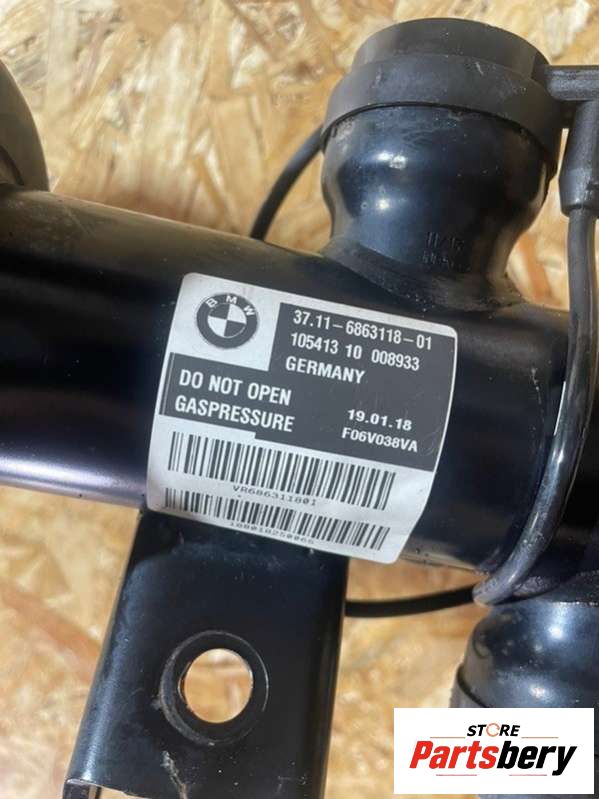 BMW
37.11-6863118-01
105413 10 008933
GERMANY
DO NOT OPEN
GASPRESSURE
19.01.18
F06V038VA
VR686311801
STORE
Partsbery